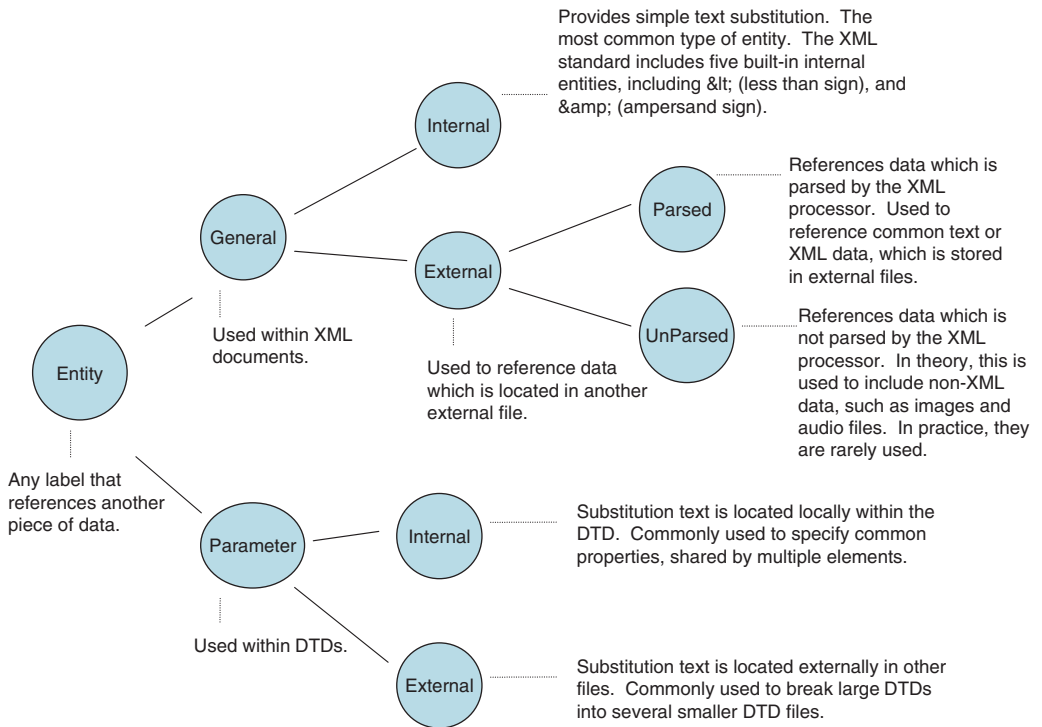 Provides simple text substitution. The
most common type of entity. The XML
standard includes five built-in internal
entities, including &lt; (less than sign), and
&amp; (ampersand sign).
Internal
References data which is
parsed by the XML
processor. Used to
reference common text or
XML data, which is stored
in external files.
Parsed
General
External
Used within XML
documents.
References data which is
not parsed by the XML
processor. In theory, this is
used to include non-XML
data, such as images and
audio files. In practice, they
are rarely used.
UnParsed
Used to reference data
which is located in another
external file.
Entity
Any label that
references another
piece of data.
Parameter
Internal
Substitution text is located locally within the
DTD. Commonly used to specify common
properties, shared by multiple elements.
Used within DTDs.
External
Substitution text is located externally in other
files. Commonly used to break large DTDs
into several smaller DTD files.